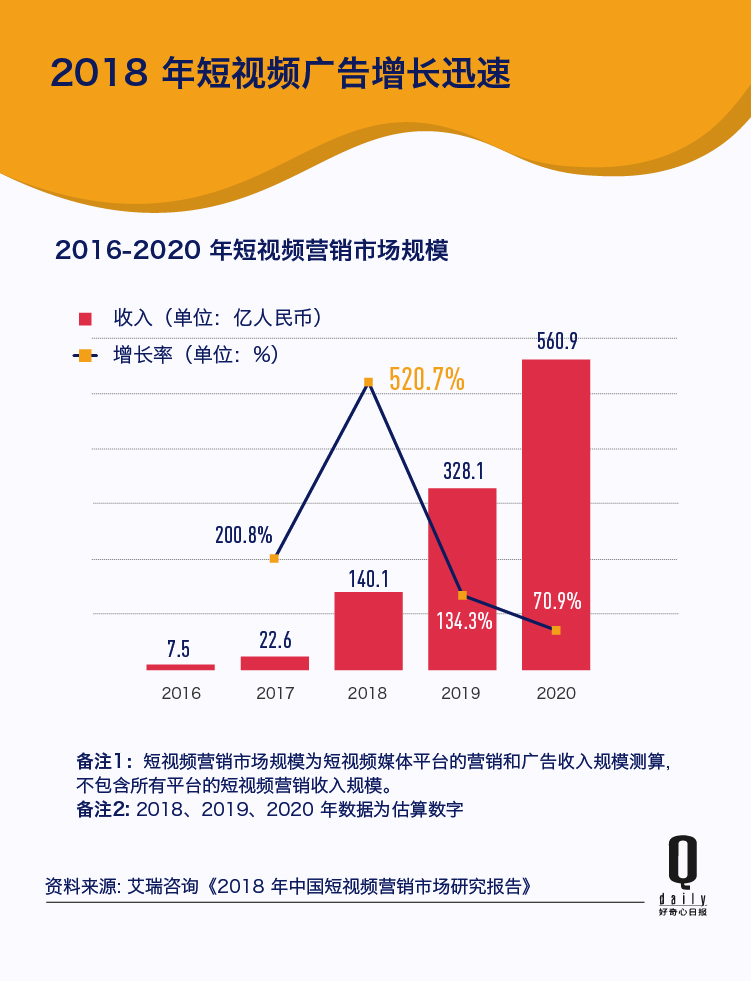 2018 年短视频广告增长迅速
2016-2020 年短视频营销市场规模
收入（单位：亿人民币）
增长率（单位：%）
560.9
520.7%
328.1
200.8%
140.1
70.9%
134.3%
22.6
7.5
2016 2017 2018 2019 2020
备注1：短视频营销市场规模为短视频媒体平台的营销和广告收入规模测算,
不包含所有平台的短视频营销收入规模。
备注2: 2018、2019、2020 年数据为估算数字
资料来源: 艾瑞咨询《2018 年中国短视频营销市场研究报告》
Q
daily
好奇心日报